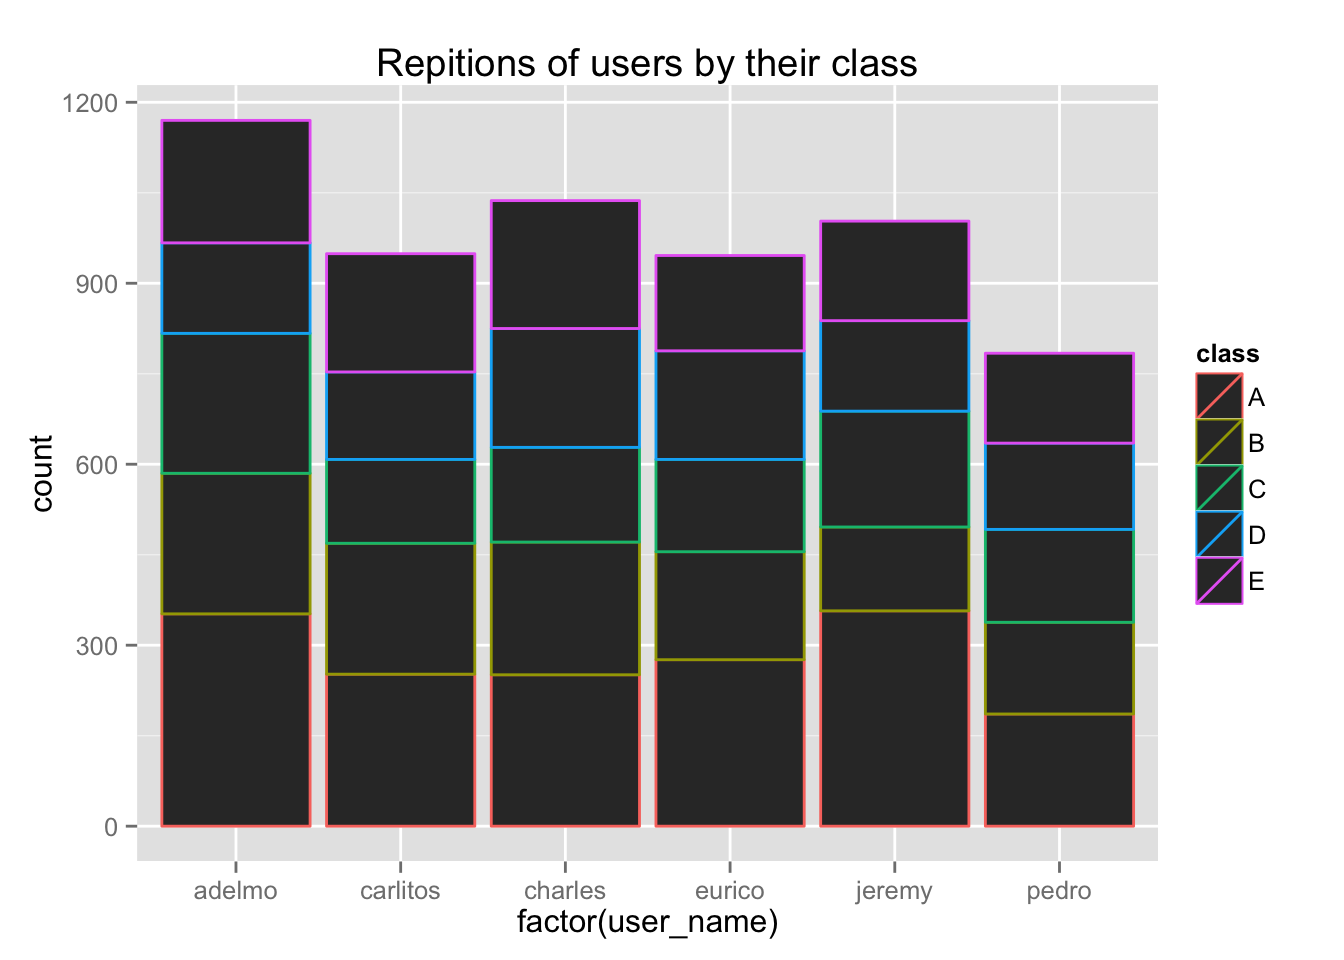 Repitions of users by their class
1200
900
600
300
0
count
adelmo carlitos charles eurico jeremy pedro
factor(user_name)
class
A
B
C
D
E